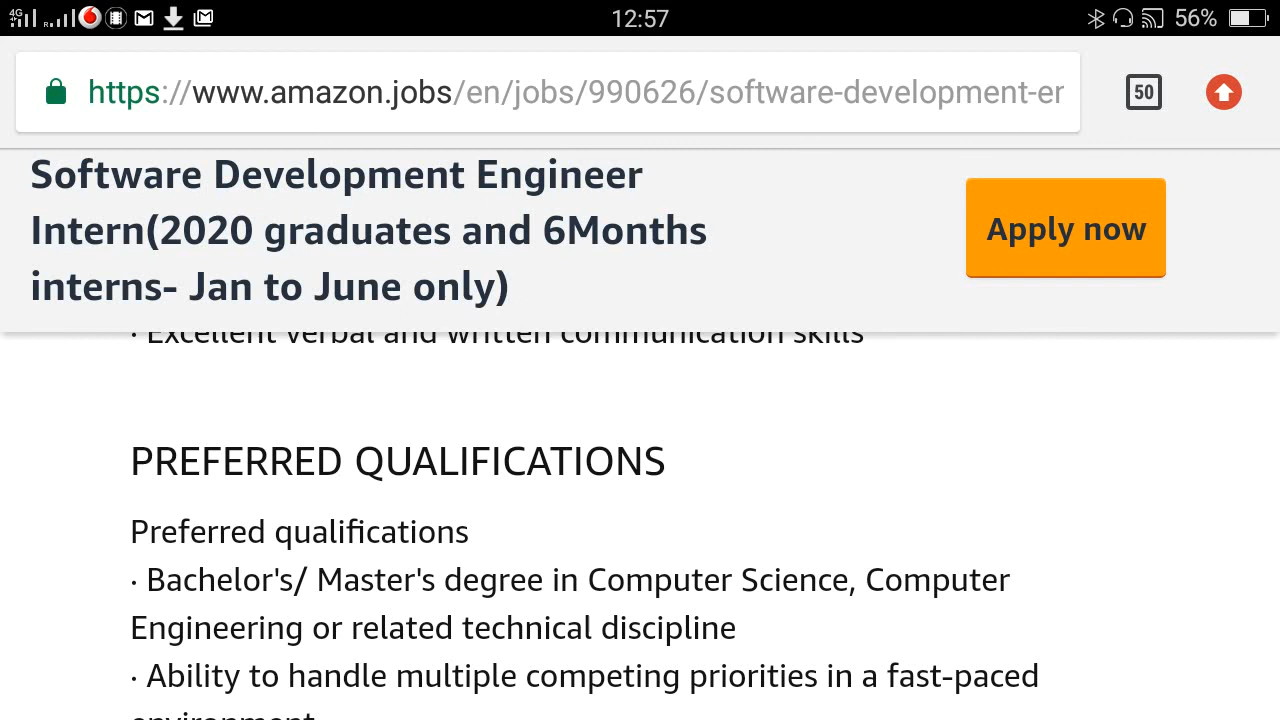 4G
R
12:57
56%
https://www.amazon.jobs/en/jobs/990626/software-development-er
50
Software Development Engineer
Intern(2020 graduates and 6Months
interns- Jan to June only)
Apply now
· Excellent verbal and written communication skills
PREFERRED QUALIFICATIONS
Preferred qualifications
· Bachelor's/ Master's degree in Computer Science, Computer
Engineering or related technical discipline
· Ability to handle multiple competing priorities in a fast-paced
environment